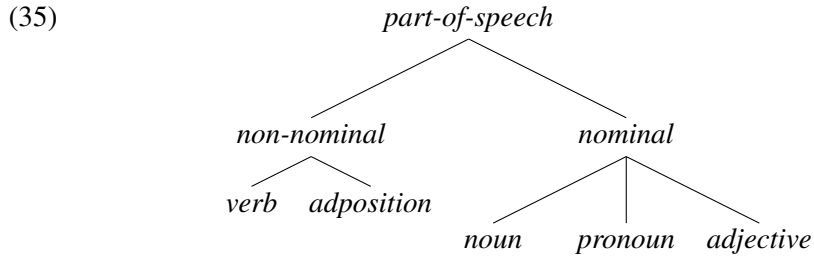 (35) part-of-speech
non-nominal nominal
verb adposition
noun pronoun adjective